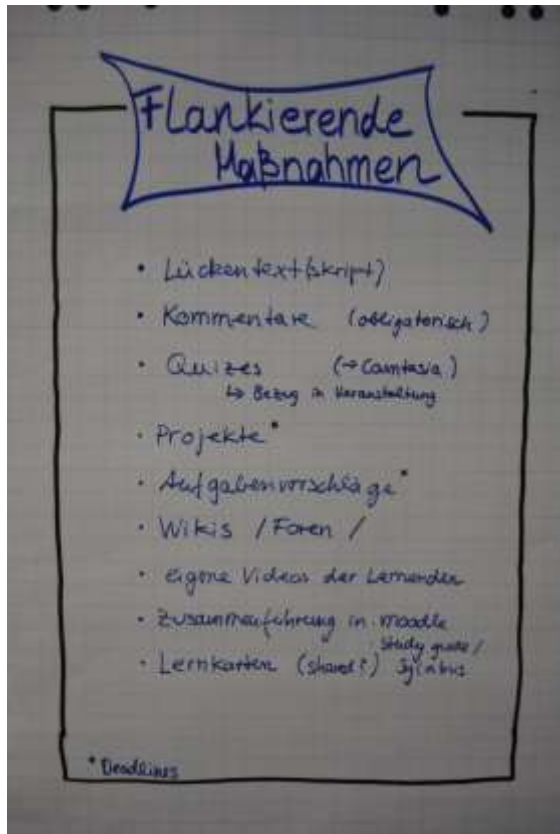 Flankierende
Maßnahmen
• Lückentext(skript)
• Kommentare (obligatorisch)
• Quizes (→ Camtasia)
↳ Bezug in Veranstaltung
• Projekte*
• Aufgabenvorschläge*
• Wikis / Foren /
• eigene Videos der Lernenden
• Zusammenführung in moodle
study guide /
• Lernkarten (shared?) Syllabus
* Deadlines